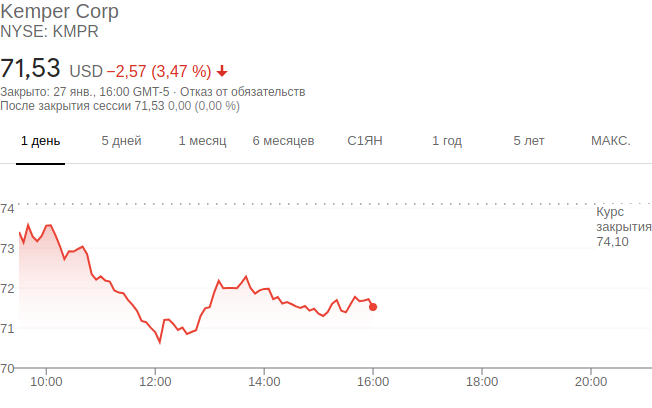 Kemper Corp
NYSE: KMPR
71,53 USD −2,57 (3,47 %)
Закрыто: 27 янв., 16:00 GMT-5 · Отказ от обязательств
После закрытия сессии 71,53 0,00 (0,00 %)
1 день 5 дней 1 месяц 6 месяцев С1ЯН 1 год 5 лет МАКС.
74
Курс
закрытия
74,10
73
72
71
70
10:00 12:00 14:00 16:00 18:00 20:00